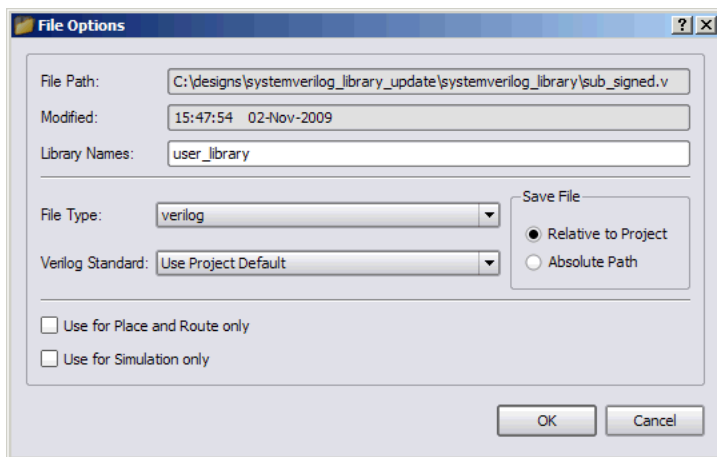 File Options
File Path: C:\designs\systemverilog_library_update\systemverilog_library\sub_signed.v
Modified: 15:47:54 02-Nov-2009
Library Names: user_library
Save File
File Type: verilog
Relative to Project
Verilog Standard: Use Project Default
Absolute Path
Use for Place and Route only
Use for Simulation only
OK Cancel